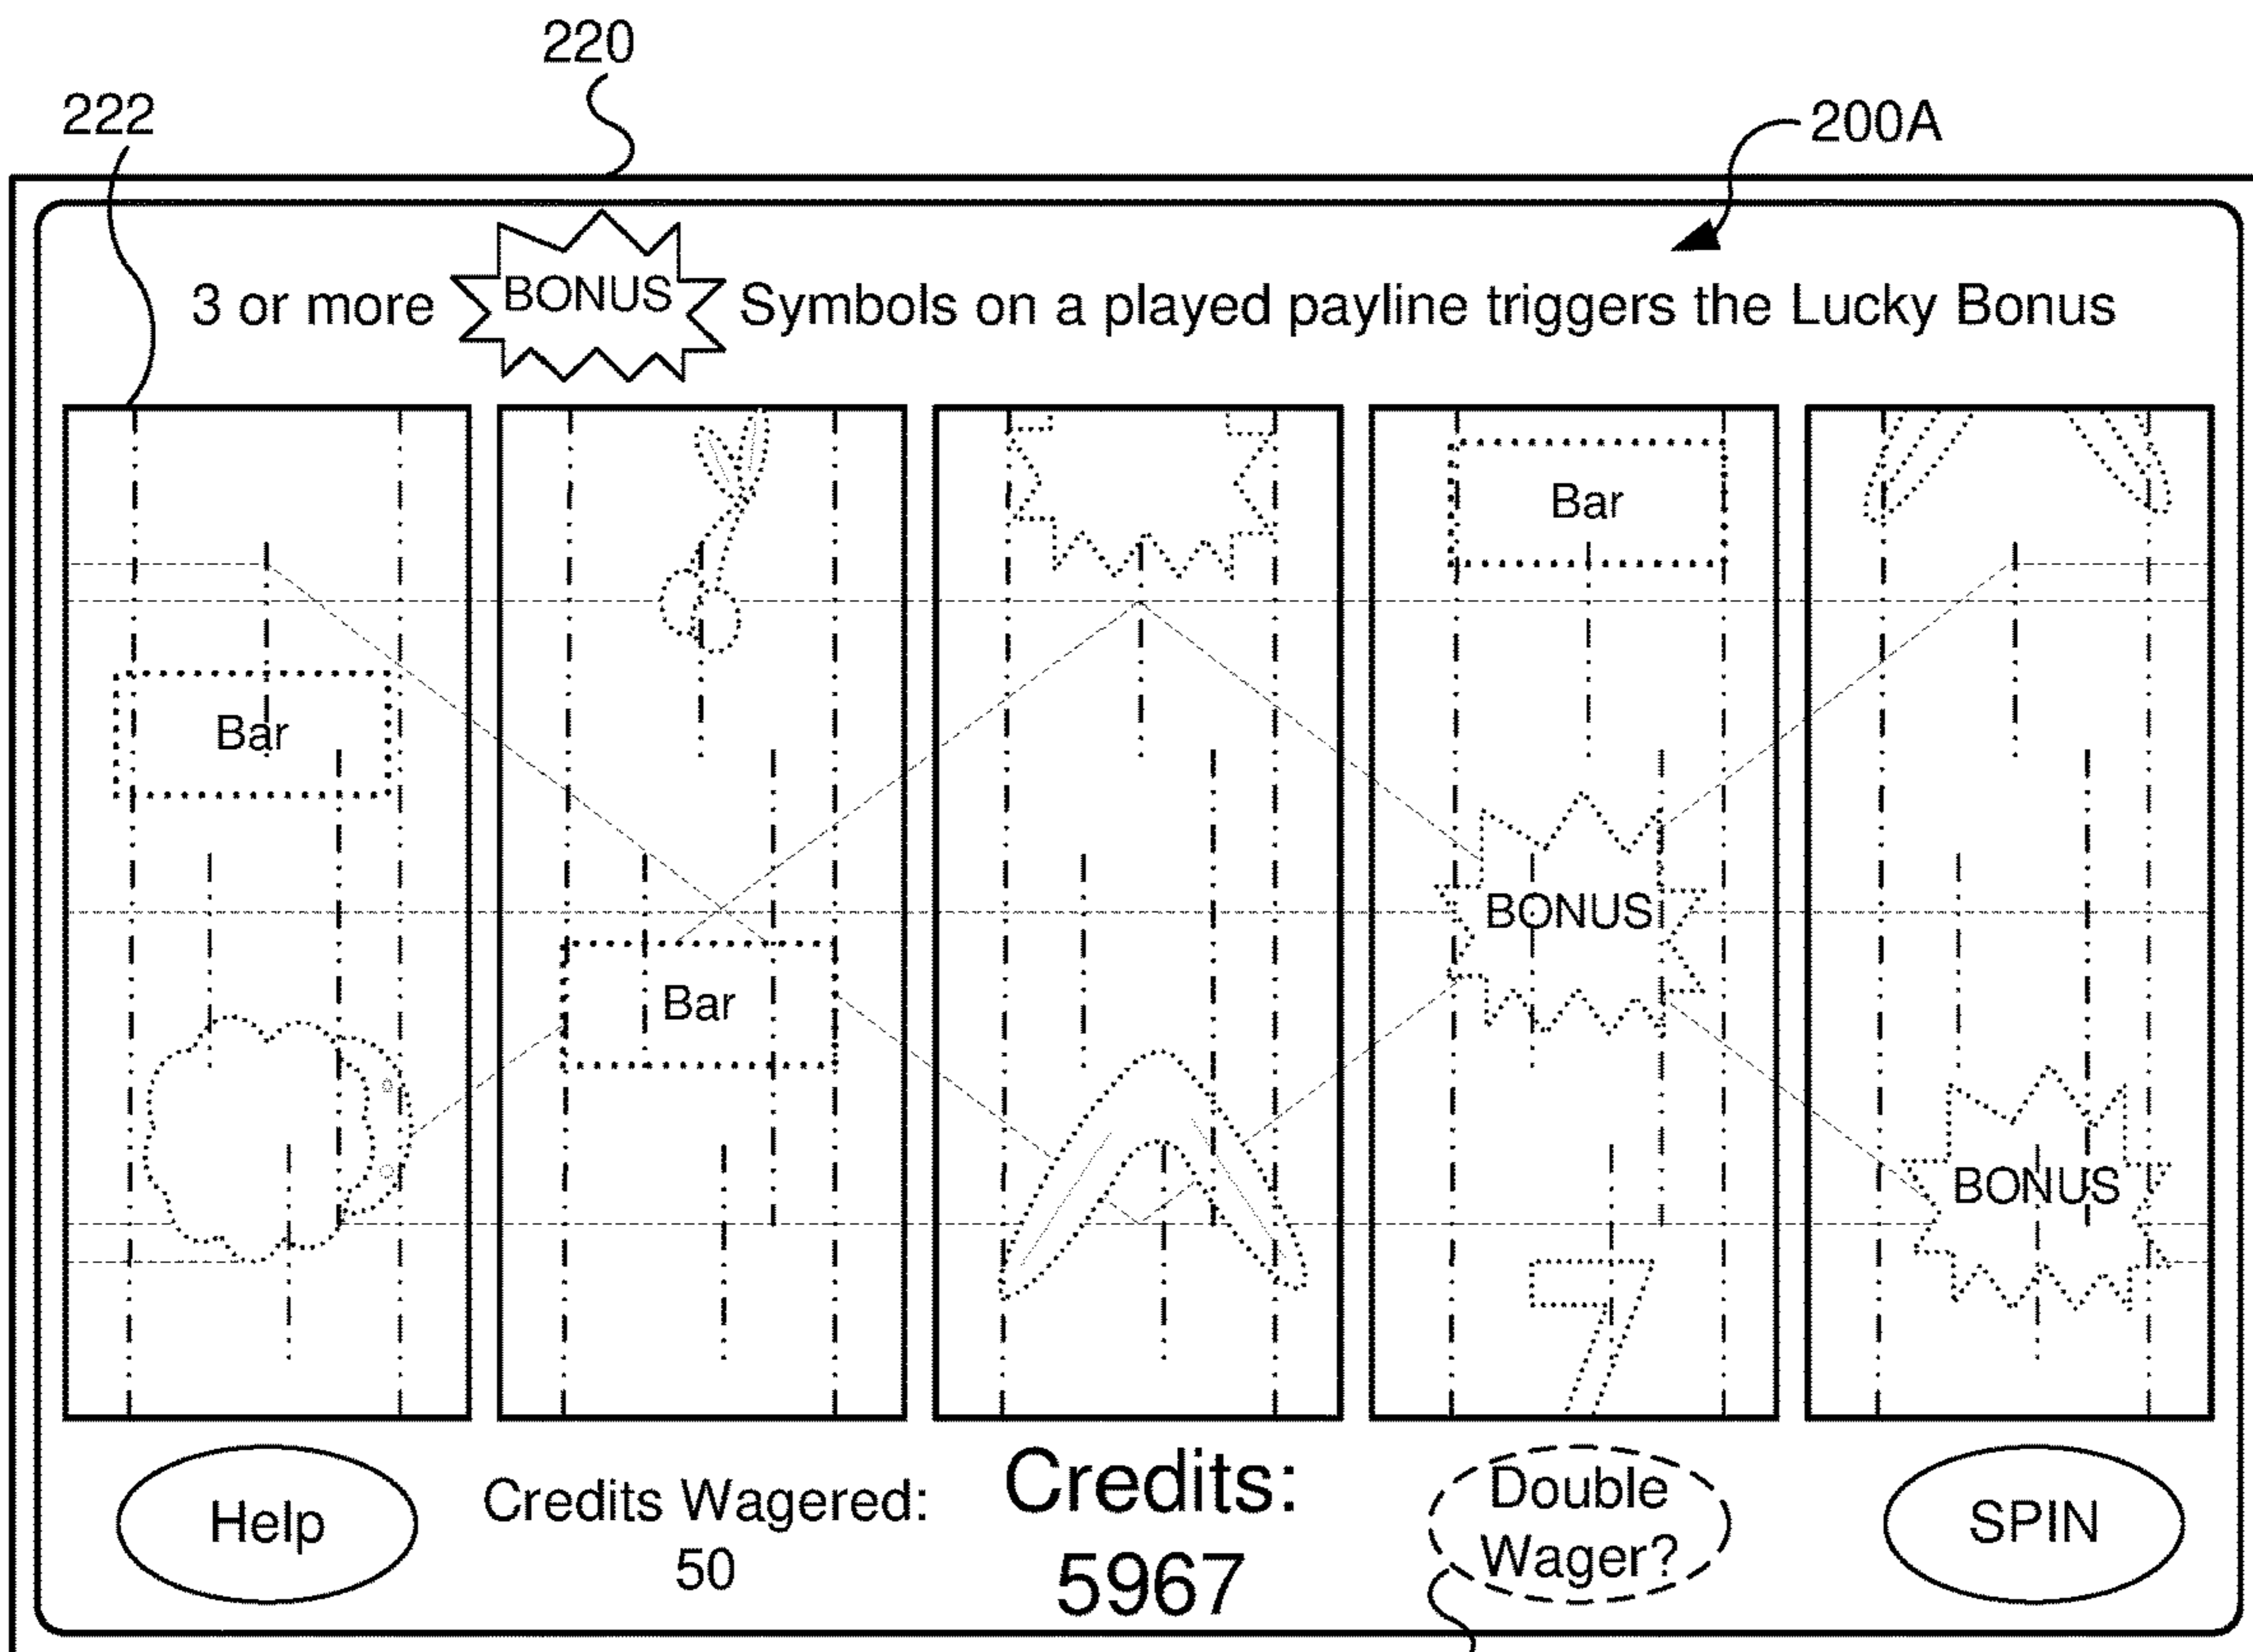 220
222
200A
3 or more BONUS Symbols on a played payline triggers the Lucky Bonus
Bar
Bar
BONUS
Bar
BONUS
7
Help
Credits Wagered:
50
Credits:
5967
Double
Wager?
SPIN